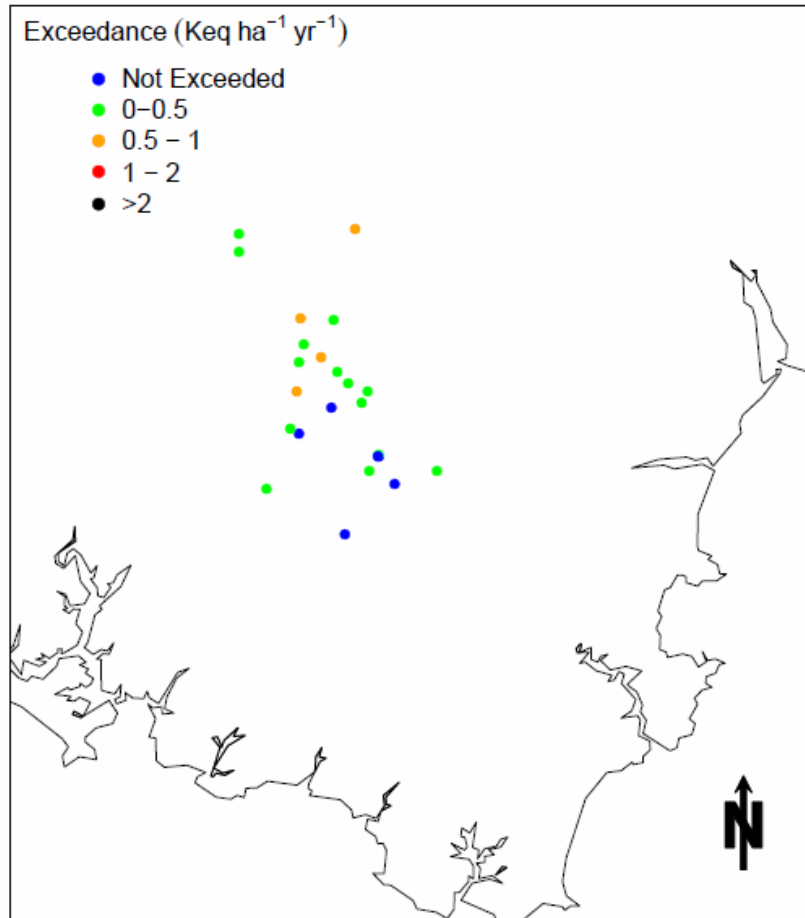 Exceedance (Keq ha⁻¹ yr⁻¹)
Not Exceeded
0−0.5
0.5 − 1
1 − 2
>2
N